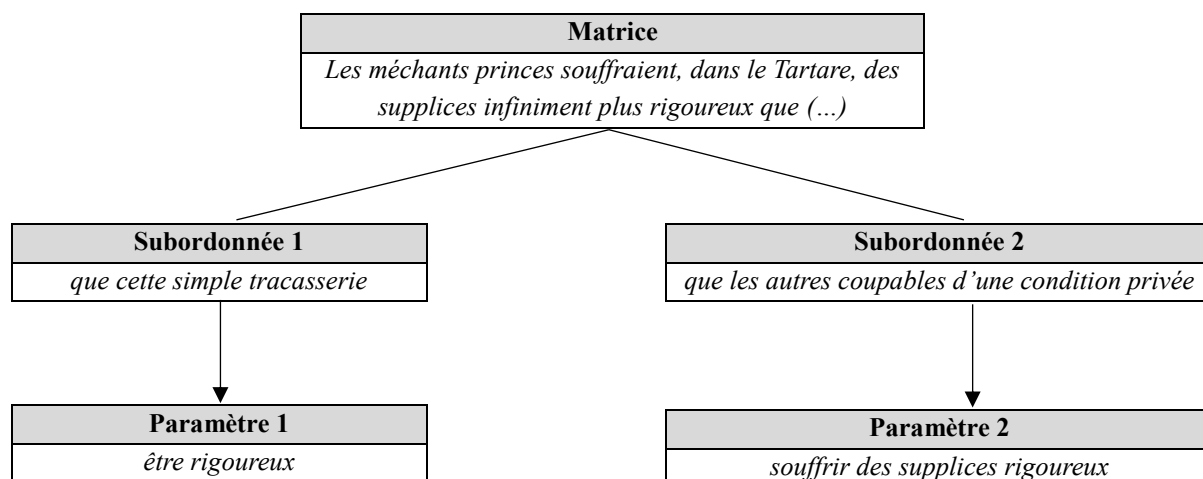 Matrice
Les méchants princes souffraient, dans le Tartare, des
supplices infiniment plus rigoureux que (…)
Subordonnée 1
que cette simple tracasserie
Subordonnée 2
que les autres coupables d’une condition privée
Paramètre 1
être rigoureux
Paramètre 2
souffrir des supplices rigoureux